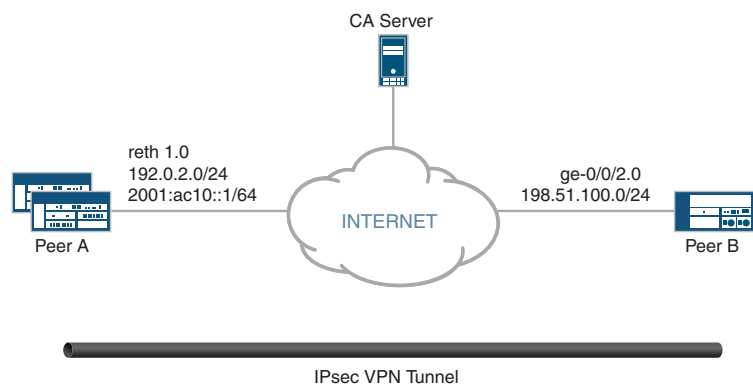 CA Server
reth 1.0
192.0.2.0/24
2001:ac10::1/64
ge-0/0/2.0
198.51.100.0/24
INTERNET
Peer A
Peer B
IPsec VPN Tunnel